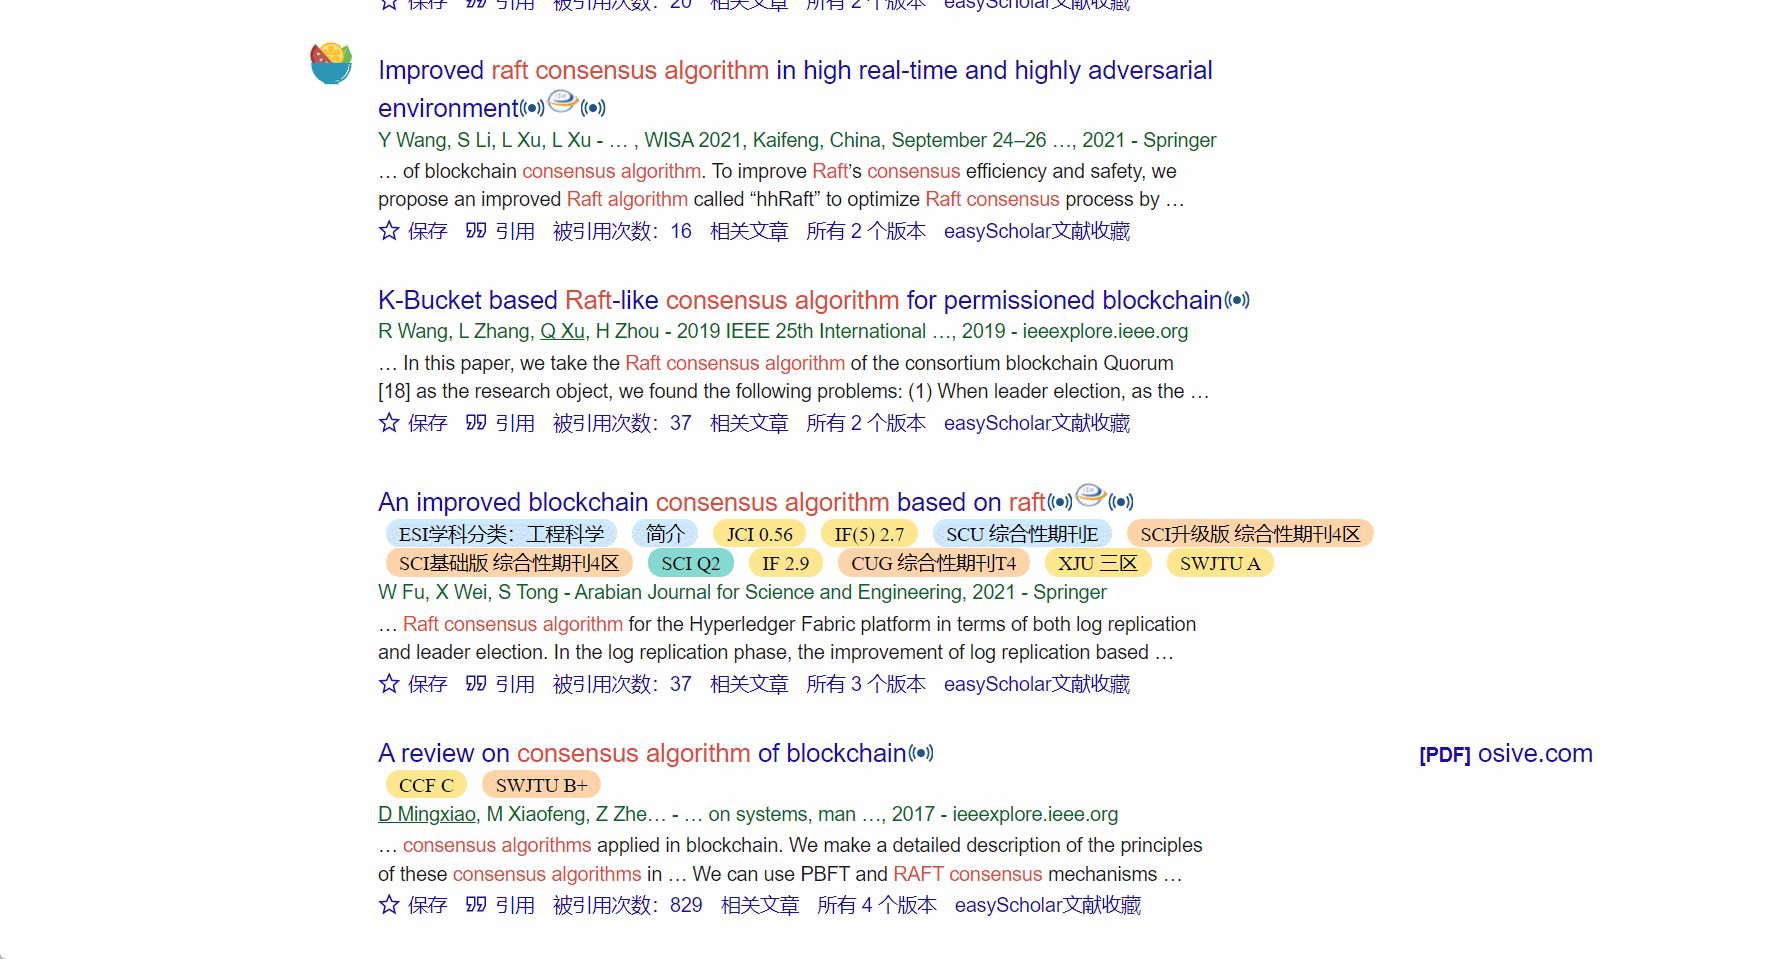 保存 引用 被引用次数：20 相关文章 所有 2 个版本 easyScholar文献收藏
Improved raft consensus algorithm in high real-time and highly adversarial
environment
Y Wang, S Li, L Xu, L Xu - … , WISA 2021, Kaifeng, China, September 24–26 …, 2021 - Springer
… of blockchain consensus algorithm. To improve Raft’s consensus efficiency and safety, we
propose an improved Raft algorithm called “hhRaft” to optimize Raft consensus process by …
保存 引用 被引用次数：16 相关文章 所有 2 个版本 easyScholar文献收藏
K-Bucket based Raft-like consensus algorithm for permissioned blockchain
R Wang, L Zhang, Q Xu, H Zhou - 2019 IEEE 25th International …, 2019 - ieeexplore.ieee.org
… In this paper, we take the Raft consensus algorithm of the consortium blockchain Quorum
[18] as the research object, we found the following problems: (1) When leader election, as the …
保存 引用 被引用次数：37 相关文章 所有 2 个版本 easyScholar文献收藏
An improved blockchain consensus algorithm based on raft
ESI学科分类：工程科学 简介 JCI 0.56 IF(5) 2.7 SCU 综合性期刊E SCI升级版 综合性期刊4区
SCI基础版 综合性期刊4区 SCI Q2 IF 2.9 CUG 综合性期刊T4 XJU 三区 SWJTU A
W Fu, X Wei, S Tong - Arabian Journal for Science and Engineering, 2021 - Springer
… Raft consensus algorithm for the Hyperledger Fabric platform in terms of both log replication
and leader election. In the log replication phase, the improvement of log replication based …
保存 引用 被引用次数：37 相关文章 所有 3 个版本 easyScholar文献收藏
A review on consensus algorithm of blockchain
[PDF] osive.com
CCF C SWJTU B+
D Mingxiao, M Xiaofeng, Z Zhe… - … on systems, man …, 2017 - ieeexplore.ieee.org
… consensus algorithms applied in blockchain. We make a detailed description of the principles
of these consensus algorithms in … We can use PBFT and RAFT consensus mechanisms …
保存 引用 被引用次数：829 相关文章 所有 4 个版本 easyScholar文献收藏